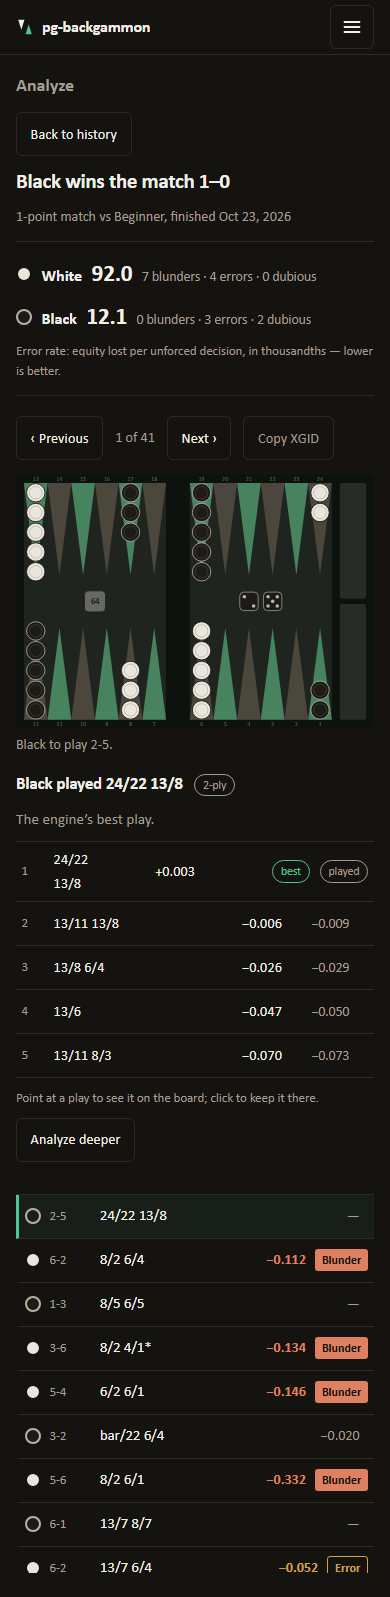 pg-backgammon
Analyze
Back to history
Black wins the match 1–0
1-point match vs Beginner, finished Oct 23, 2026
White 92.0 7 blunders · 4 errors · 0 dubious
Black 12.1 0 blunders · 3 errors · 2 dubious
Error rate: equity lost per unforced decision, in thousandths — lower
is better.
‹ Previous 1 of 41 Next › Copy XGID
13 14 15 16 17 18 19 20 21 22 23 24
64
12 11 10 9 8 7 6 5 4 3 2 1
Black to play 2-5.
Black played 24/22 13/8 2-ply
The engine’s best play.
1 24/22 13/8 +0.003 best played
2 13/11 13/8 −0.006 −0.009
3 13/8 6/4 −0.026 −0.029
4 13/6 −0.047 −0.050
5 13/11 8/3 −0.070 −0.073
Point at a play to see it on the board; click to keep it there.
Analyze deeper
2-5 24/22 13/8 —
6-2 8/2 6/4 −0.112 Blunder
1-3 8/5 6/5 —
3-6 8/2 4/1* −0.134 Blunder
5-4 6/2 6/1 −0.146 Blunder
3-2 bar/22 6/4 −0.020
5-6 8/2 6/1 −0.332 Blunder
6-1 13/7 8/7 —
6-2 13/7 6/4 −0.052 Error